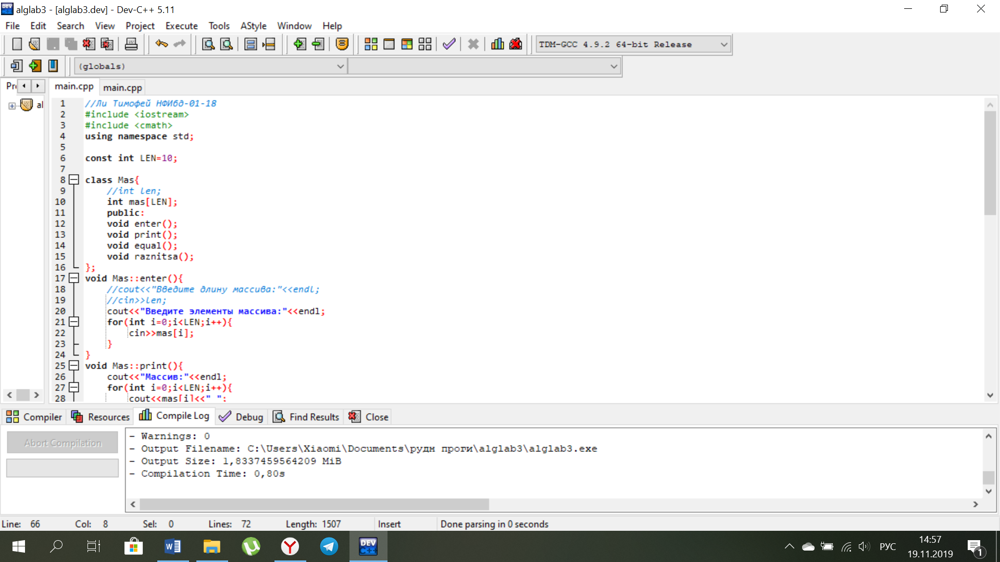 alglab3 - [alglab3.dev] - Dev-C++ 5.11
File Edit Search View Project Execute Tools AStyle Window Help
TDM-GCC 4.9.2 64-bit Release
(globals)
main.cpp main.cpp
al
1 //Ли Тимофей НФИбд-01-18
2 #include <iostream>
3 #include <cmath>
4 using namespace std;
5
6 const int LEN=10;
7
8 class Mas{
9 //int len;
10 int mas[LEN];
11 public:
12 void enter();
13 void print();
14 void equal();
15 void raznitsa();
16 };
17 void Mas::enter(){
18 //cout<<"Введите длину массива:"<<endl;
19 //cin>>len;
20 cout<<"Введите элементы массива:"<<endl;
21 for(int i=0;i<LEN;i++){
22 cin>>mas[i];
23 }
24 }
25 void Mas::print(){
26 cout<<"Массив:"<<endl;
27 for(int i=0;i<LEN;i++){
28 cout<<mas[i]<<" ";
Compiler Resources Compile Log Debug Find Results Close
Abort Compilation
- Warnings: 0
- Output Filename: C:\Users\Xiaomi\Documents\рудн проги\alglab3\alglab3.exe
- Output Size: 1,8337459564209 MiB
- Compilation Time: 0,80s
Line: 66 Col: 8 Sel: 0 Lines: 72 Length: 1507 Insert Done parsing in 0 seconds
DEV C++
РУС
14:57
19.11.2019
1